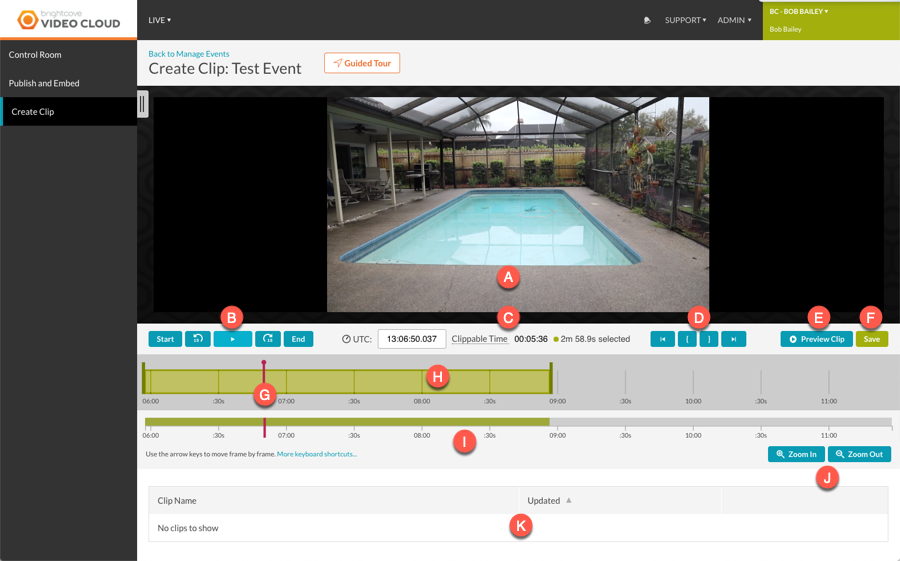 brightcove
VIDEO CLOUD
LIVE
SUPPORT
ADMIN
BC - BOB BAILEY
Bob Bailey
Control Room
Publish and Embed
Create Clip
Back to Manage Events
Create Clip: Test Event
Guided Tour
A
B
C
D
E
F
Start
End
UTC:
13:06:50.037
Clippable Time
00:05:36
2m 58.9s selected
[
]
Preview Clip
Save
H
G
06:00 :30s 07:00 :30s 08:00 :30s 09:00 :30s 10:00 :30s 11:00
06:00 :30s 07:00 :30s 08:00 :30s 09:00 :30s 10:00 :30s 11:00
I
Use the arrow keys to move frame by frame. More keyboard shortcuts...
Zoom In
Zoom Out
J
Clip Name
Updated
No clips to show
K